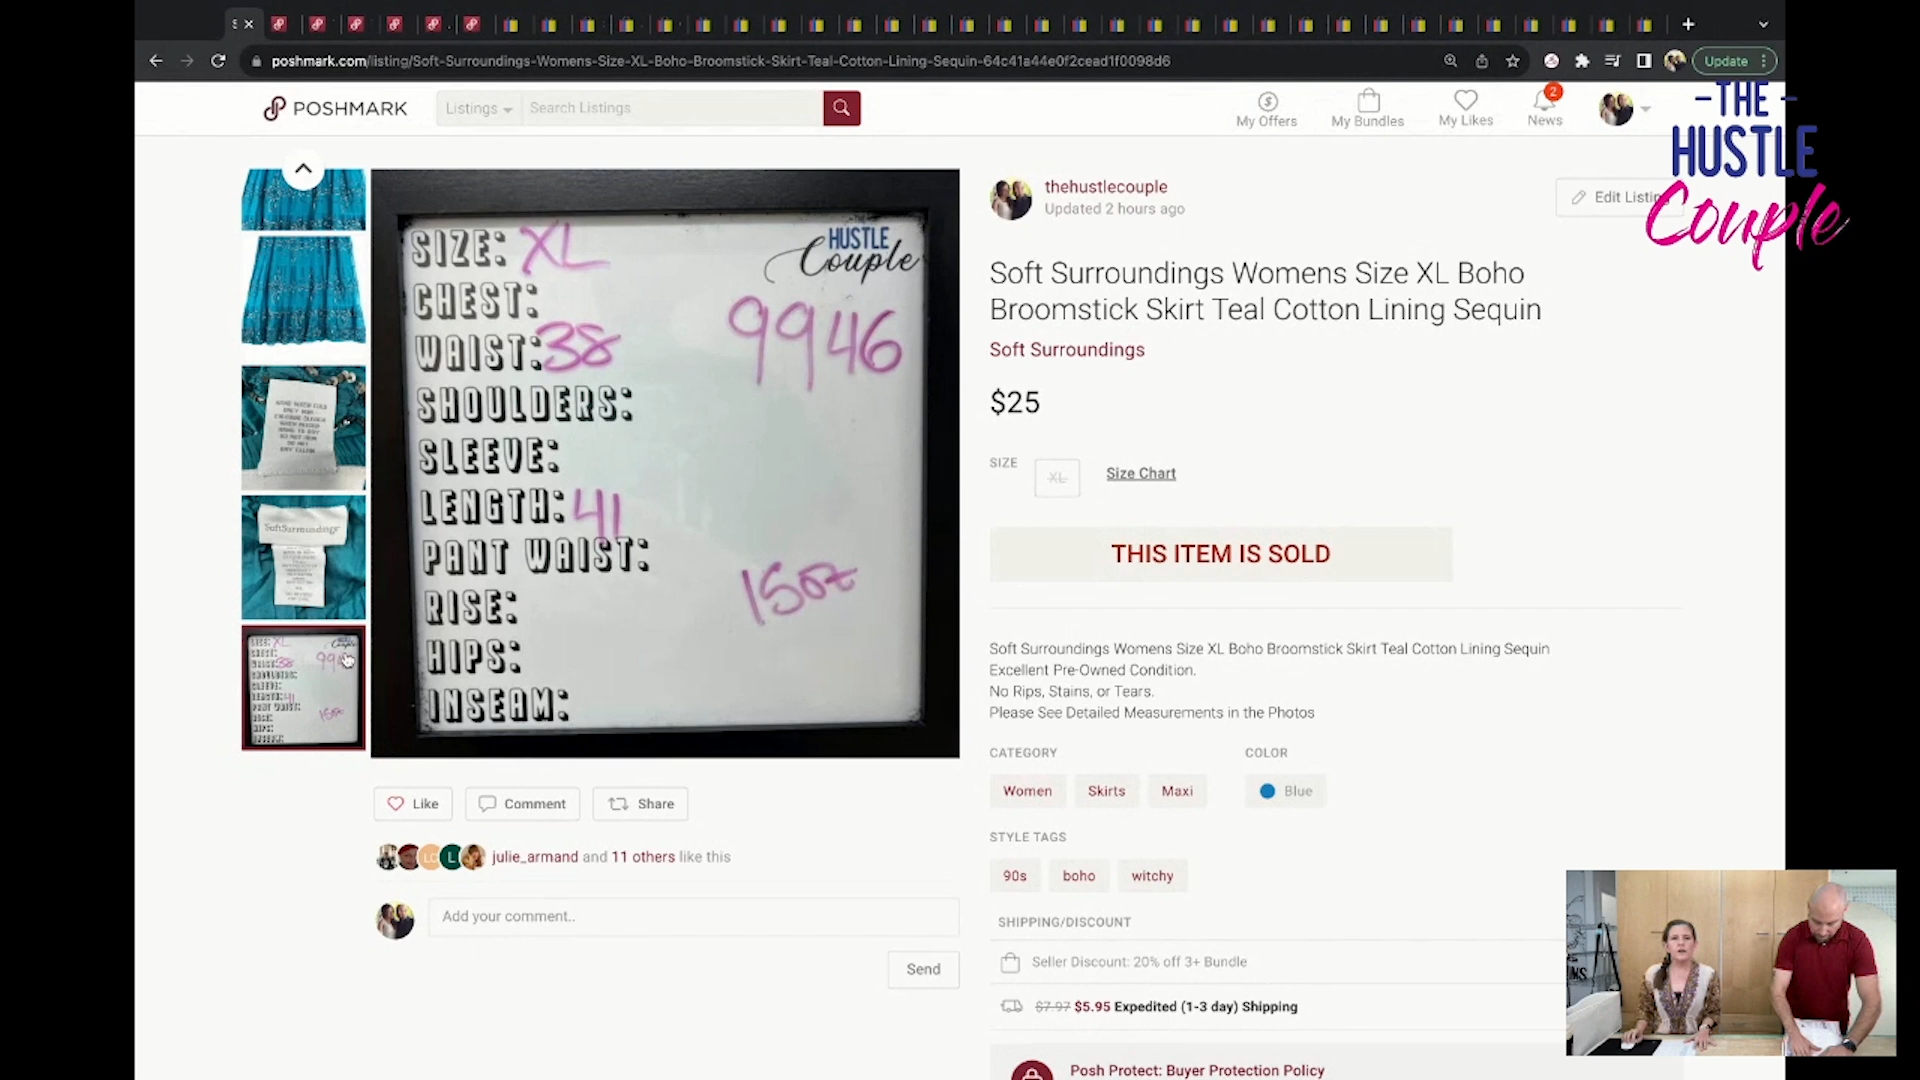 poshmark.com/listing/Soft-Surroundings-Womens-Size-XL-Boho-Broomstick-Skirt-Teal-Cotton-Lining-Sequin-64c41a44e0f2cead1f0098d6
Update
POSHMARK
Listings
Search Listings
My Offers
My Bundles
My Likes
2
News
-THE-
HUSTLE
Couple
thehustlecouple
Updated 2 hours ago
Edit Listing
Soft Surroundings Womens Size XL Boho
Broomstick Skirt Teal Cotton Lining Sequin
Soft Surroundings
$25
SIZE
XL
Size Chart
THIS ITEM IS SOLD
Soft Surroundings Womens Size XL Boho Broomstick Skirt Teal Cotton Lining Sequin
Excellent Pre-Owned Condition.
No Rips, Stains, or Tears.
Please See Detailed Measurements in the Photos
CATEGORY
COLOR
Women
Skirts
Maxi
Blue
STYLE TAGS
90s
boho
witchy
SHIPPING/DISCOUNT
Seller Discount: 20% off 3+ Bundle
$7.97 $5.95 Expedited (1-3 day) Shipping
Posh Protect: Buyer Protection Policy
THE
HUSTLE
Couple
SIZE: XL
CHEST:
9946
WAIST: 38
SHOULDERS:
SLEEVE:
LENGTH: 41
PANT WAIST:
15oz
RISE:
HIPS:
INSEAM:
SoftSurroundings
Like
Comment
Share
julie_armand and 11 others like this
Add your comment..
Send